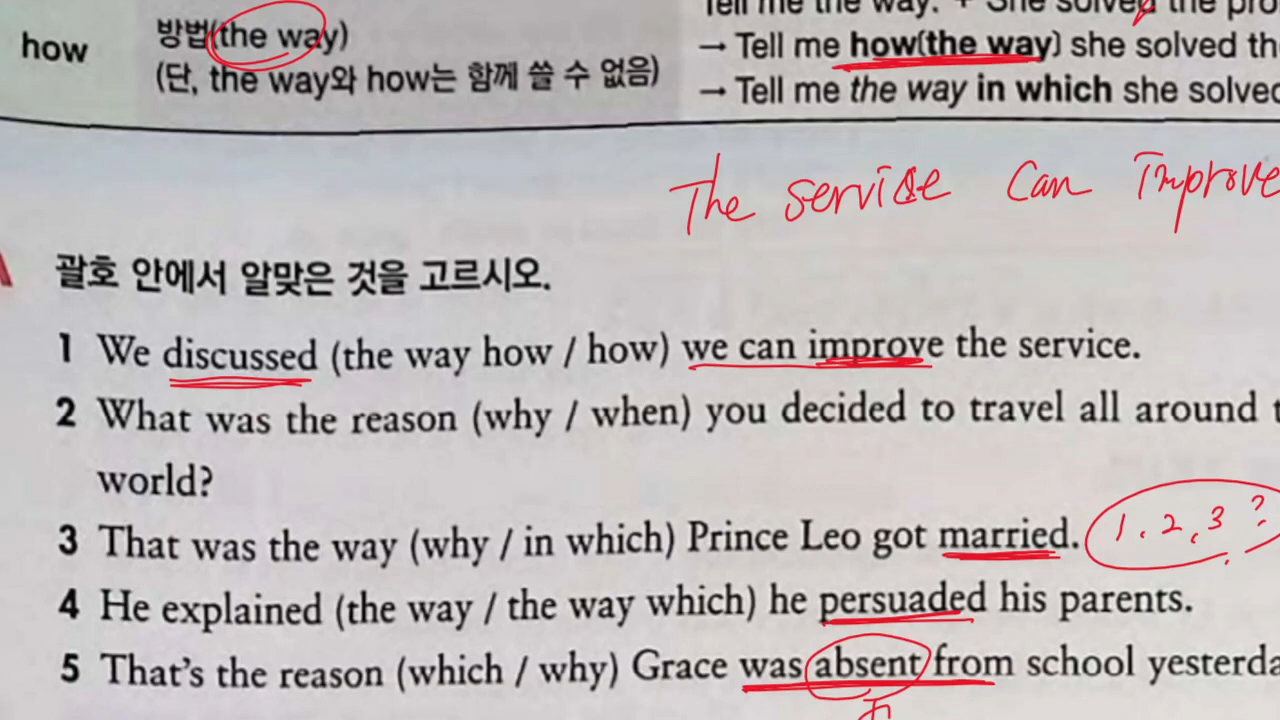 how
방법(the way)
(단, the way와 how는 함께 쓸 수 없음)
Tell me the way. + She solved the pro
→ Tell me how(the way) she solved th
→ Tell me the way in which she solved
The service can improve
괄호 안에서 알맞은 것을 고르시오.
1 We discussed (the way how / how) we can improve the service.
2 What was the reason (why / when) you decided to travel all around t
world?
3 That was the way (why / in which) Prince Leo got married.
1, 2, 3 ?
4 He explained (the way / the way which) he persuaded his parents.
5 That's the reason (which / why) Grace was absent from school yesterda